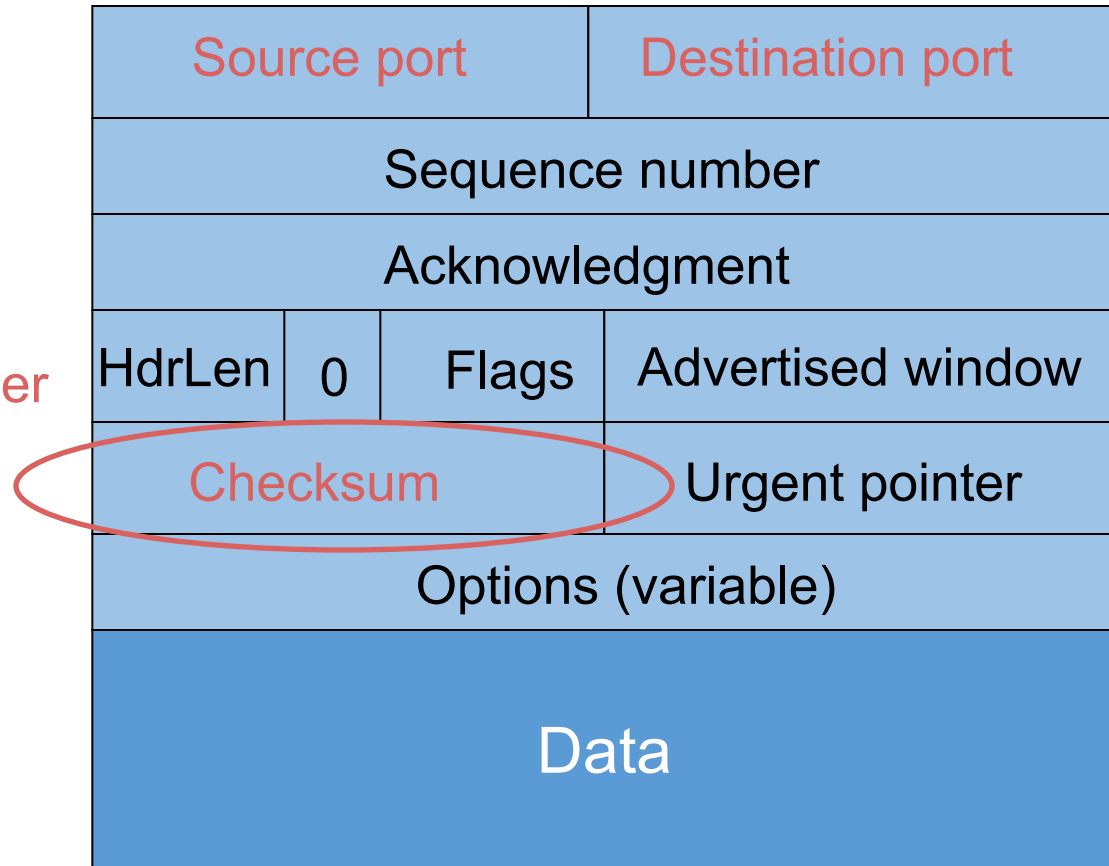 Source port Destination port
Sequence number
Acknowledgment
er HdrLen 0 Flags Advertised window
Checksum Urgent pointer
Options (variable)
Data